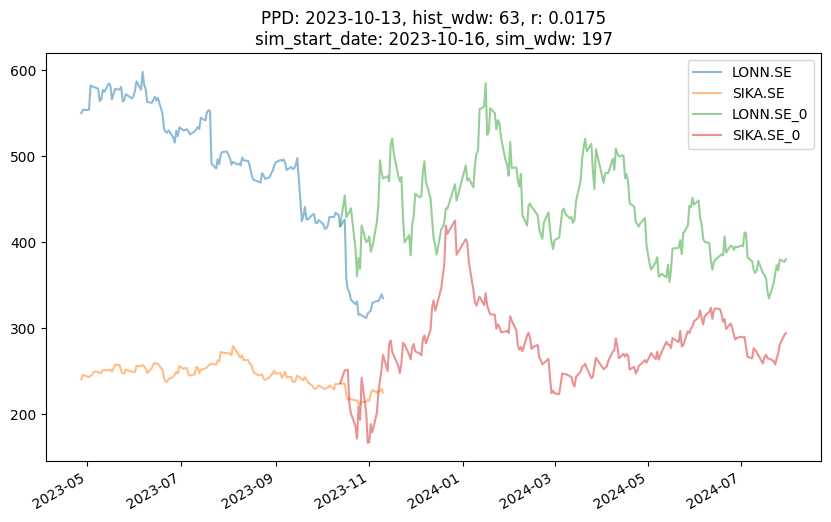 PPD: 2023-10-13, hist_wdw: 63, r: 0.0175
sim_start_date: 2023-10-16, sim_wdw: 197
LONN.SE
SIKA.SE
LONN.SE_0
SIKA.SE_0
600
500
400
300
200
2023-05
2023-07
2023-09
2023-11
2024-01
2024-03
2024-05
2024-07